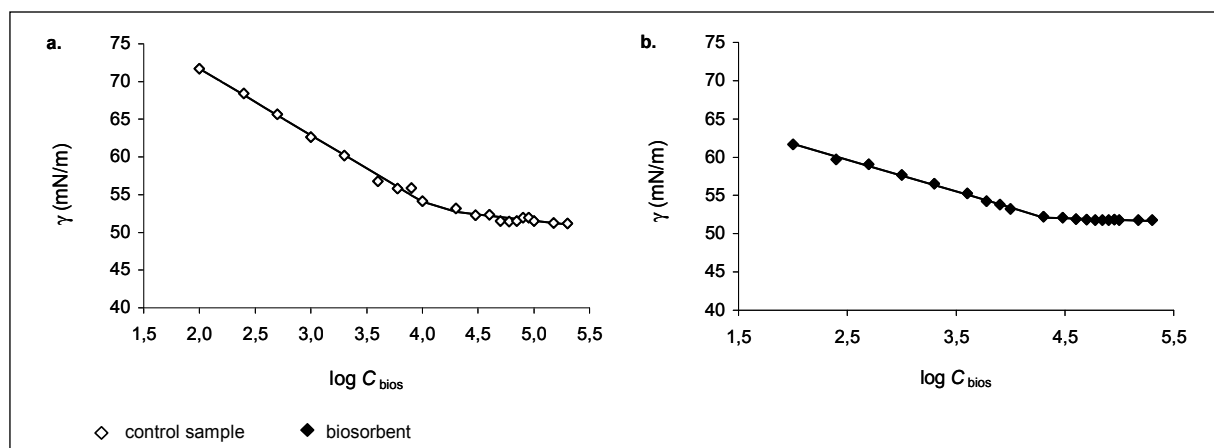 a.
75
70
65
60
55
50
45
40
γ (mN/m)
1,5 2,0 2,5 3,0 3,5 4,0 4,5 5,0 5,5
log C bios
b.
75
70
65
60
55
50
45
40
γ (mN/m)
1,5 2,5 3,5 4,5 5,5
log C bios
control sample biosorbent